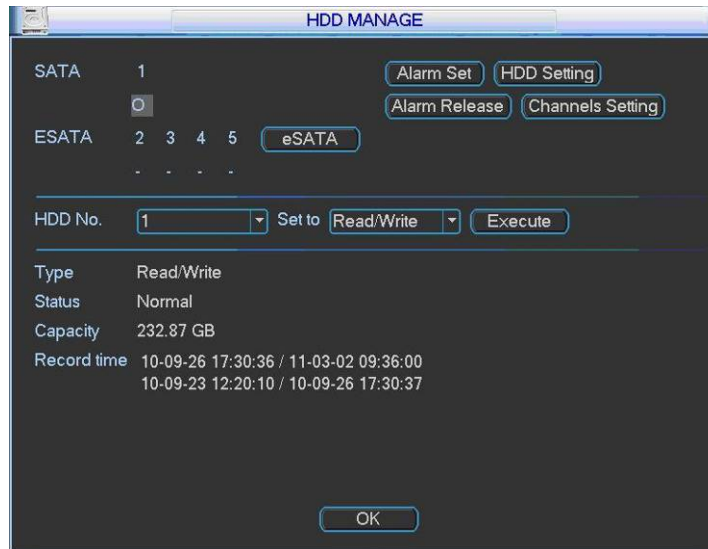 HDD MANAGE
SATA 1 Alarm Set HDD Setting
O Alarm Release Channels Setting
ESATA 2 3 4 5 eSATA
- - - -
HDD No. 1 Set to Read/Write Execute
Type Read/Write
Status Normal
Capacity 232.87 GB
Record time 10-09-26 17:30:36 / 11-03-02 09:36:00
10-09-23 12:20:10 / 10-09-26 17:30:37
OK